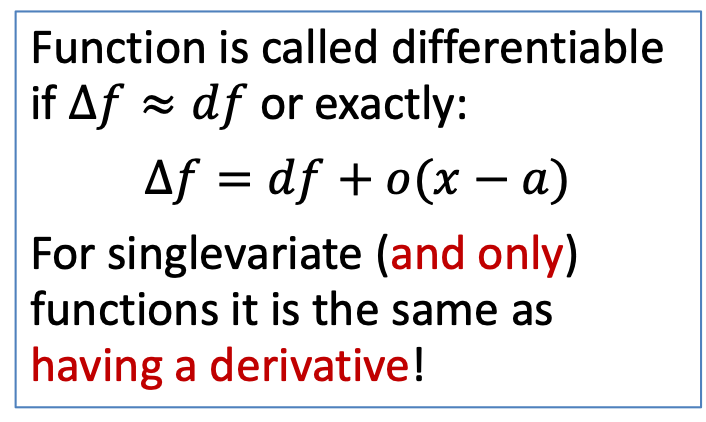 Function is called differentiable
if Δ𝑓 ≈ 𝑑𝑓 or exactly:
Δ𝑓 = 𝑑𝑓 + 𝑜(𝑥 − 𝑎)
For singlevariate (and only)
functions it is the same as
having a derivative!